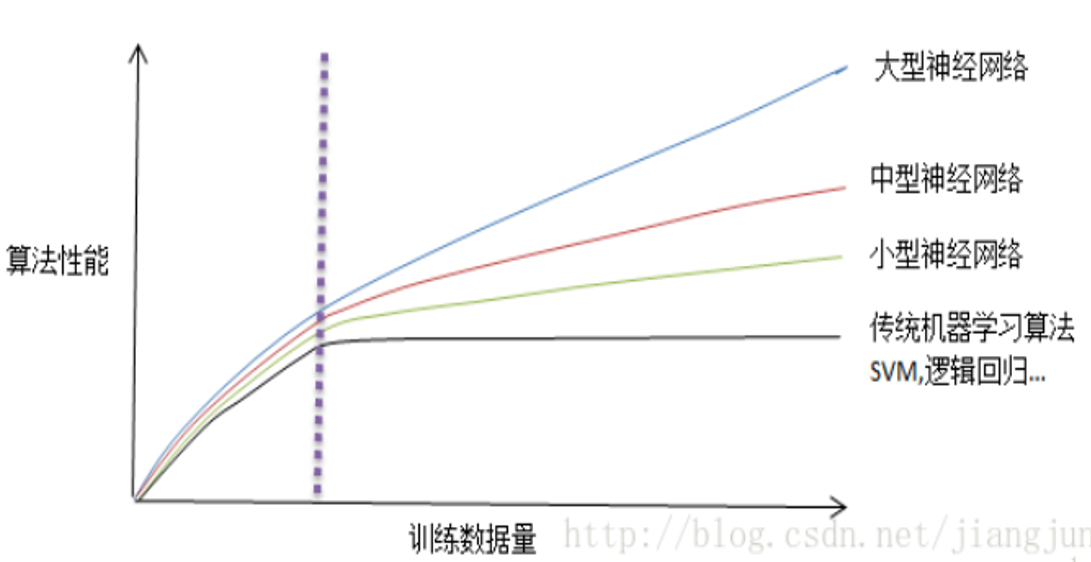 大型神经网络
中型神经网络
算法性能
小型神经网络
传统机器学习算法
SVM,逻辑回归...
训练数据量
http://blog.csdn.net/jiangjun